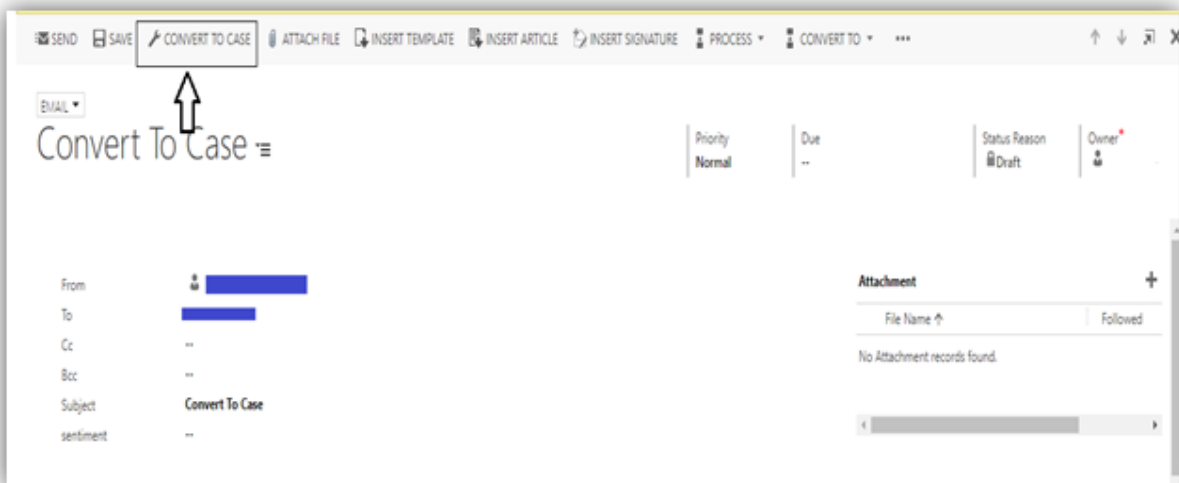 SEND SAVE CONVERT TO CASE ATTACH FILE INSERT TEMPLATE INSERT ARTICLE INSERT SIGNATURE PROCESS CONVERT TO ...
EMAIL
Convert To Case
Priority Due Status Reason Owner*
Normal -- Draft
From
To
Cc --
Bcc --
Subject Convert To Case
sentiment --
Attachment
File Name Followed
No Attachment records found.